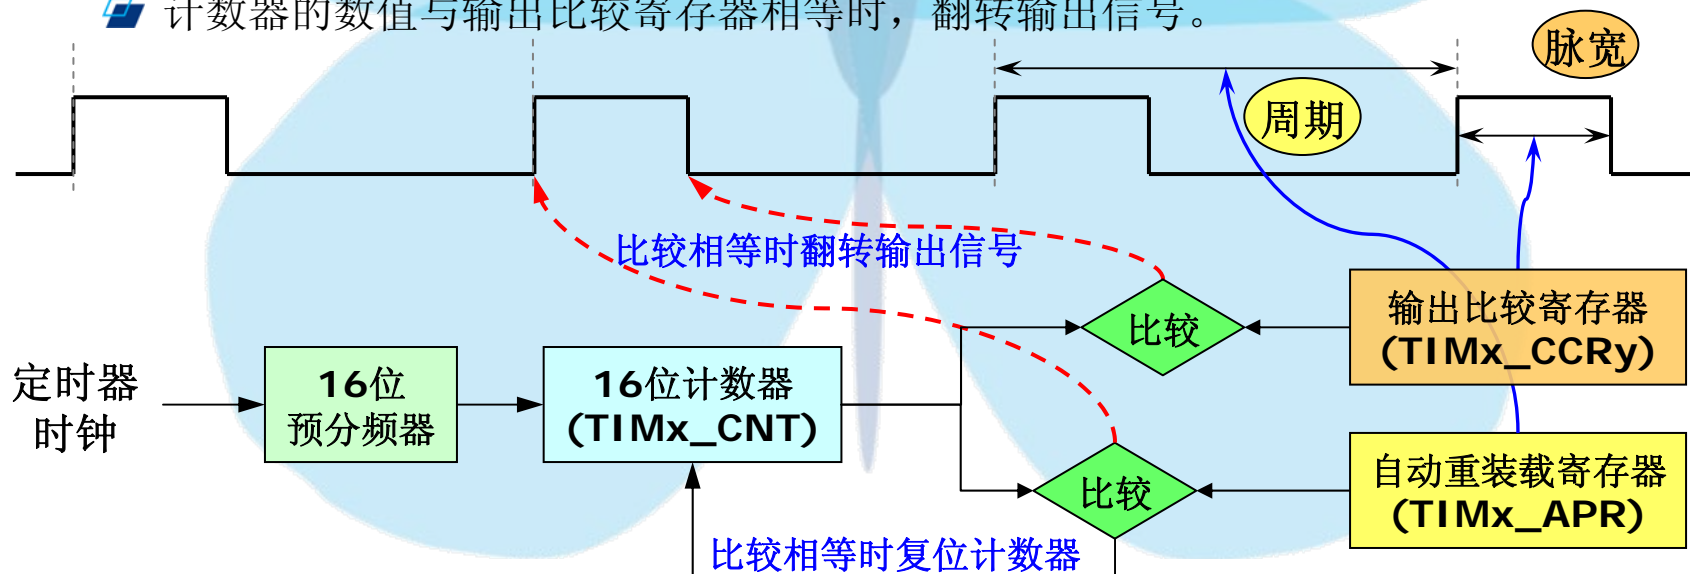 计数器的数值与输出比较寄存器相等时，翻转输出信号。
脉宽
周期
比较相等时翻转输出信号
输出比较寄存器
(TIMx_CCRy)
比较
定时器
时钟
16位
预分频器
16位计数器
(TIMx_CNT)
自动重装载寄存器
(TIMx_APR)
比较
比较相等时复位计数器